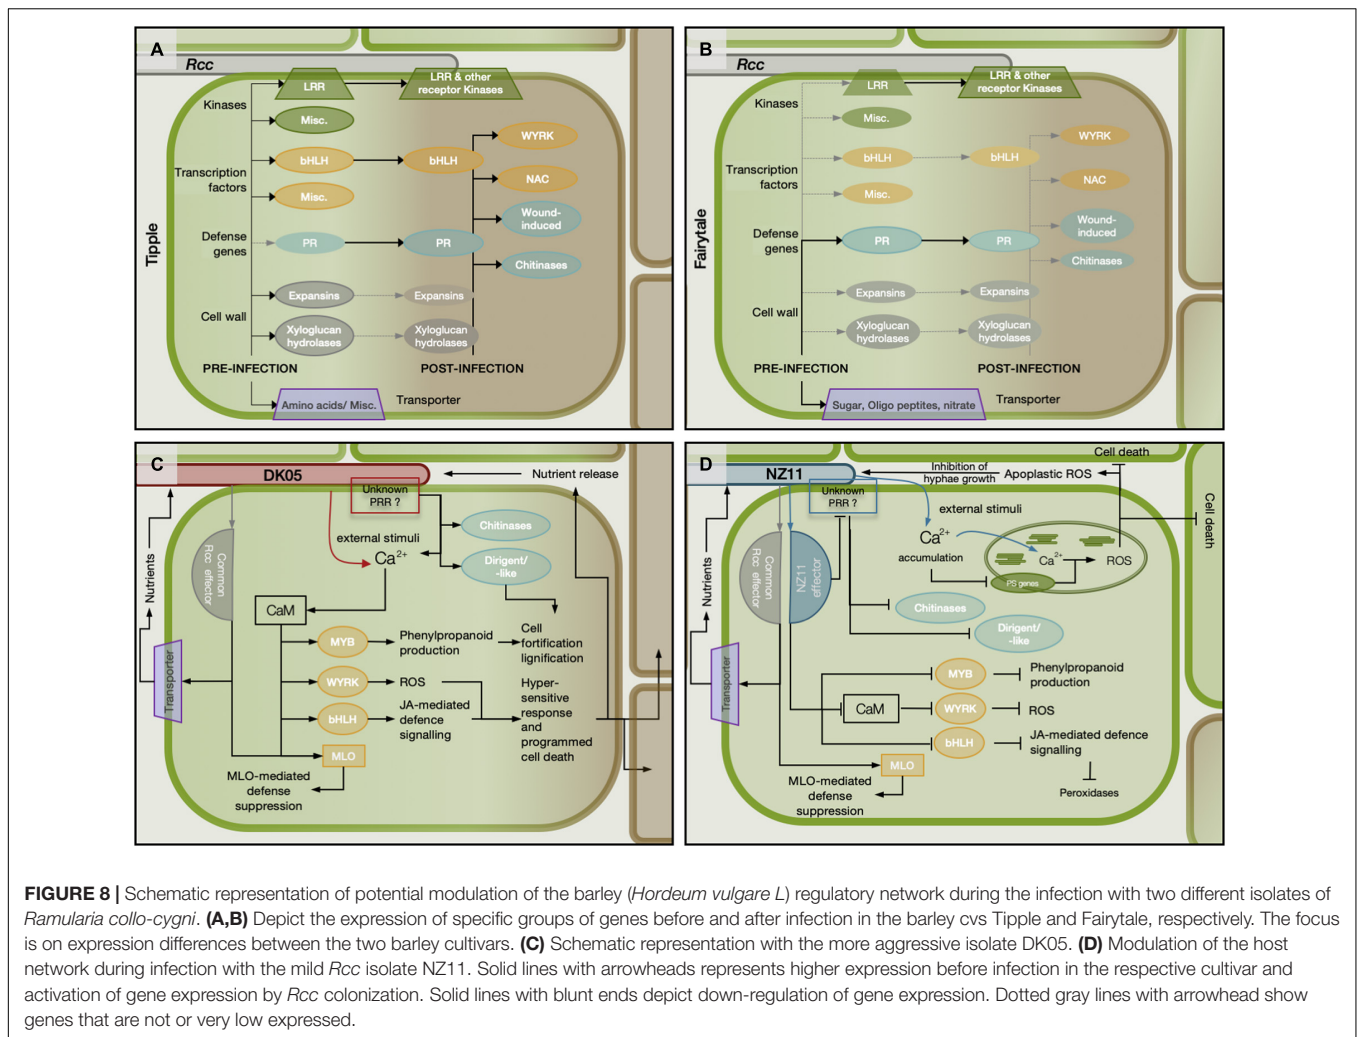 A
Rcc
Tipple
Kinases
LRR
LRR & other
receptor Kinases
Misc.
WYRK
Transcription
factors
bHLH
bHLH
NAC
Misc.
Wound-
induced
Defense
genes
PR
PR
Chitinases
Expansins
Expansins
Cell wall
Xyloglucan
hydrolases
Xyloglucan
hydrolases
PRE-INFECTION
POST-INFECTION
Amino acids/ Misc.
Transporter
B
Rcc
Fairytale
Kinases
LRR
LRR & other
receptor Kinases
Misc.
WYRK
Transcription
factors
bHLH
bHLH
NAC
Misc.
Wound-
induced
Defense
genes
PR
PR
Chitinases
Expansins
Expansins
Cell wall
Xyloglucan
hydrolases
Xyloglucan
hydrolases
PRE-INFECTION
POST-INFECTION
Sugar, Oligo peptites, nitrate
Transporter
C
DK05
Nutrient release
Unknown
PRR ?
Chitinases
external stimuli
Ca2+
Dirigent/
-like
Common
Rcc effector
Nutrients
CaM
Transporter
MYB
Phenylpropanoid
production
Cell
fortification
lignification
WYRK
ROS
Hyper-
sensitive
response
and
programmed
cell death
bHLH
JA-mediated
defence
signalling
MLO
MLO-mediated
defense
suppression
D
NZ11
Inhibition of
hyphae growth
Apoplastic ROS
Cell death
Cell death
Unknown
PRR ?
external stimuli
Ca2+
accumulation
Ca2+
ROS
PS genes
Common
Rcc effector
NZ11
effector
Nutrients
Chitinases
Dirigent/
-like
Transporter
MYB
Phenylpropanoid
production
CaM
WYRK
ROS
bHLH
JA-mediated defence
signalling
MLO
MLO-mediated
defense
suppression
Peroxidases
FIGURE 8 | Schematic representation of potential modulation of the barley (Hordeum vulgare L) regulatory network during the infection with two different isolates of
Ramularia collo-cygni. (A,B) Depict the expression of specific groups of genes before and after infection in the barley cvs Tipple and Fairytale, respectively. The focus
is on expression differences between the two barley cultivars. (C) Schematic representation with the more aggressive isolate DK05. (D) Modulation of the host
network during infection with the mild Rcc isolate NZ11. Solid lines with arrowheads represents higher expression before infection in the respective cultivar and
activation of gene expression by Rcc colonization. Solid lines with blunt ends depict down-regulation of gene expression. Dotted gray lines with arrowhead show
genes that are not or very low expressed.